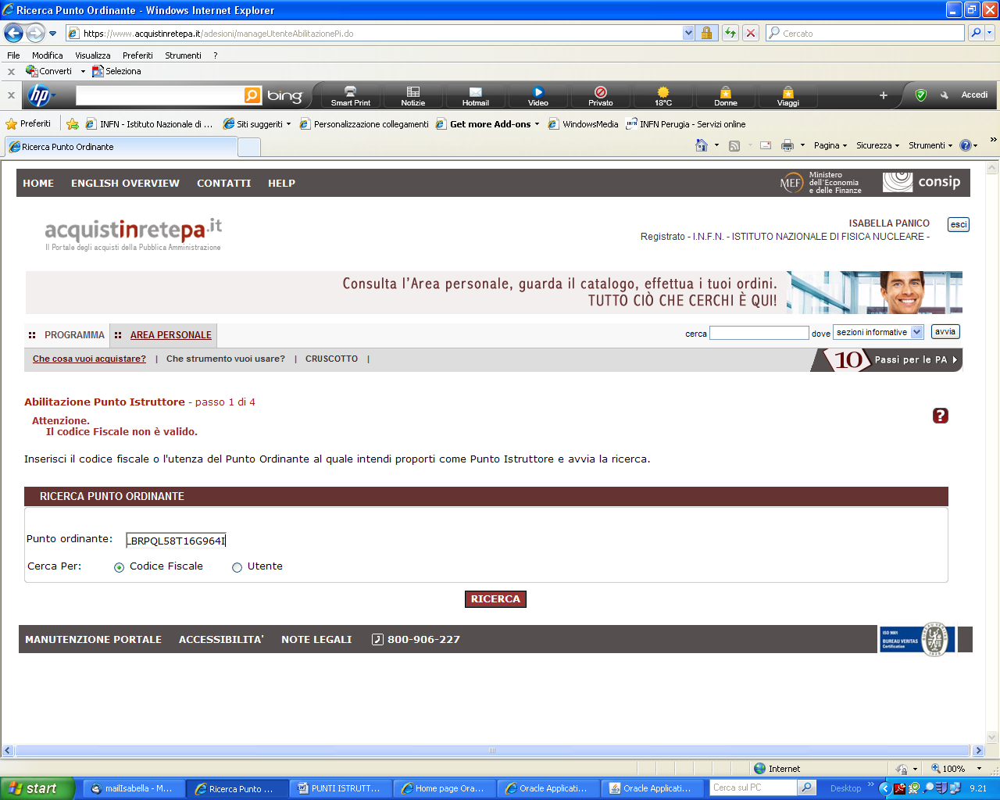 Ricerca Punto Ordinante - Windows Internet Explorer
https://www.acquistinretepa.it/adesioni/manageUtenteAbilitazionePi.do
Cercato
File Modifica Visualizza Preferiti Strumenti ?
x Converti Seleziona
x hp bing Smart Print Notizie Hotmail Video Privato 18°C Donne Viaggi + Accedi
Preferiti INFN - Istituto Nazionale di ... Siti suggeriti Personalizzazione collegamenti Get more Add-ons WindowsMedia INFN Perugia - Servizi online
Ricerca Punto Ordinante Pagina Sicurezza Strumenti »
HOME ENGLISH OVERVIEW CONTATTI HELP
MEF Ministero
dell'Economia
e delle Finanze
consip
acquistinretepa.it
Il Portale degli acquisti della Pubblica Amministrazione
ISABELLA PANICO
Registrato - I.N.F.N. - ISTITUTO NAZIONALE DI FISICA NUCLEARE -
esci
Consulta l'Area personale, guarda il catalogo, effettua i tuoi ordini.
TUTTO CIÒ CHE CERCHI È QUI!
PROGRAMMA AREA PERSONALE cerca dove sezioni informative avvia
Che cosa vuoi acquistare? | Che strumento vuoi usare? | CRUSCOTTO |
10 Passi per le PA
Abilitazione Punto Istruttore - passo 1 di 4
Attenzione.
Il codice Fiscale non è valido.
?
Inserisci il codice fiscale o l'utenza del Punto Ordinante al quale intendi proporti come Punto Istruttore e avvia la ricerca.
RICERCA PUNTO ORDINANTE
Punto ordinante: LBRPQL58T16G964I
Cerca Per: Codice Fiscale Utente
RICERCA
MANUTENZIONE PORTALE ACCESSIBILITA' NOTE LEGALI 800-906-227
ISO 9001
BUREAU VERITAS
Certification
Internet 100%
start mailIsabella - M... Ricerca Punto ... PUNTI ISTRUTT... Home page Ora... Oracle Applicati... Oracle Applicati... Cerca sul PC Desktop » 9.21